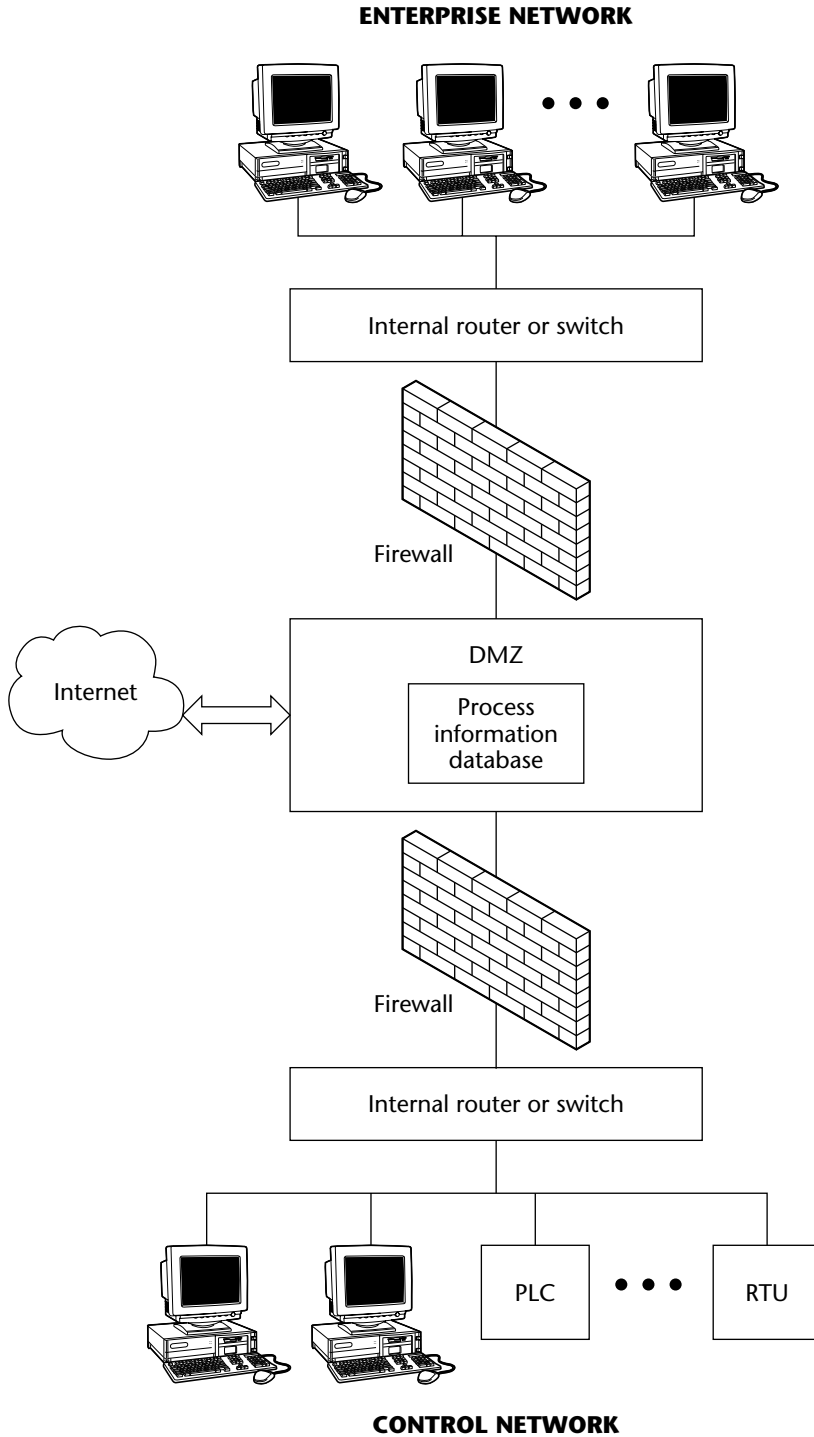 ENTERPRISE NETWORK
Internal router or switch
Firewall
DMZ
Internet
Process
information
database
Firewall
Internal router or switch
PLC
RTU
CONTROL NETWORK